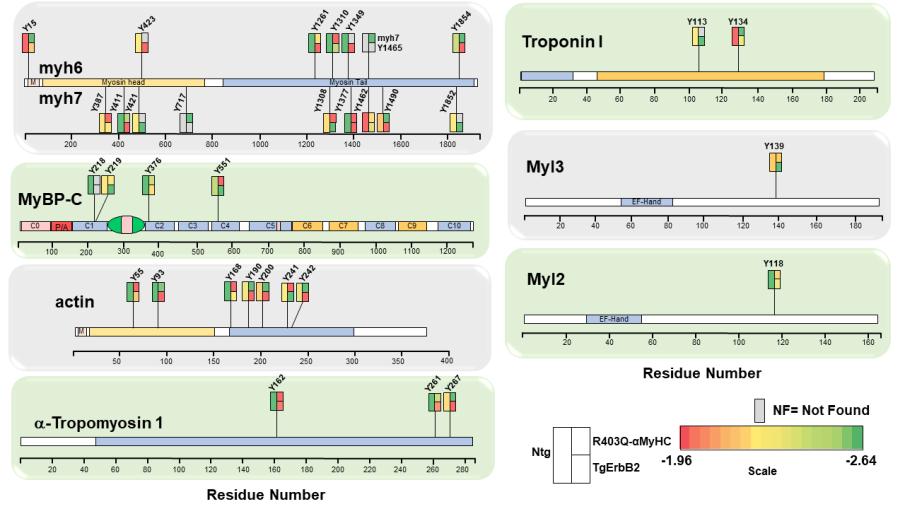 Y15
Y423
Y1261
Y1310
Y1349
Y1854
myh7
Y1465
myh6
M
Myosin head
Myosin Tail
myh7
Y387
Y411
Y421
Y717
Y1308
Y1377
Y1462
Y1490
Y1852
200 400 600 800 1000 1200 1400 1600 1800
MyBP-C
Y218
Y219
Y376
Y551
C0 P/A C1 C2 C3 C4 C5 C6 C7 C8 C9 C10
100 200 300 400 500 600 700 800 900 1000 1100 1200
actin
Y55
Y93
Y168
Y190
Y200
Y241
Y242
M
50 100 150 200 250 300 350 400
α-Tropomyosin 1
Y162
Y261
Y267
20 40 60 80 100 120 140 160 180 200 220 240 260 280
Residue Number
Troponin I
Y113
Y134
20 40 60 80 100 120 140 160 180 200
Myl3
Y139
EF-Hand
20 40 60 80 100 120 140 160 180
Myl2
Y118
EF-Hand
20 40 60 80 100 120 140 160
Residue Number
NF= Not Found
Ntg
R403Q-αMyHC
TgErbB2
-1.96
-2.64
Scale